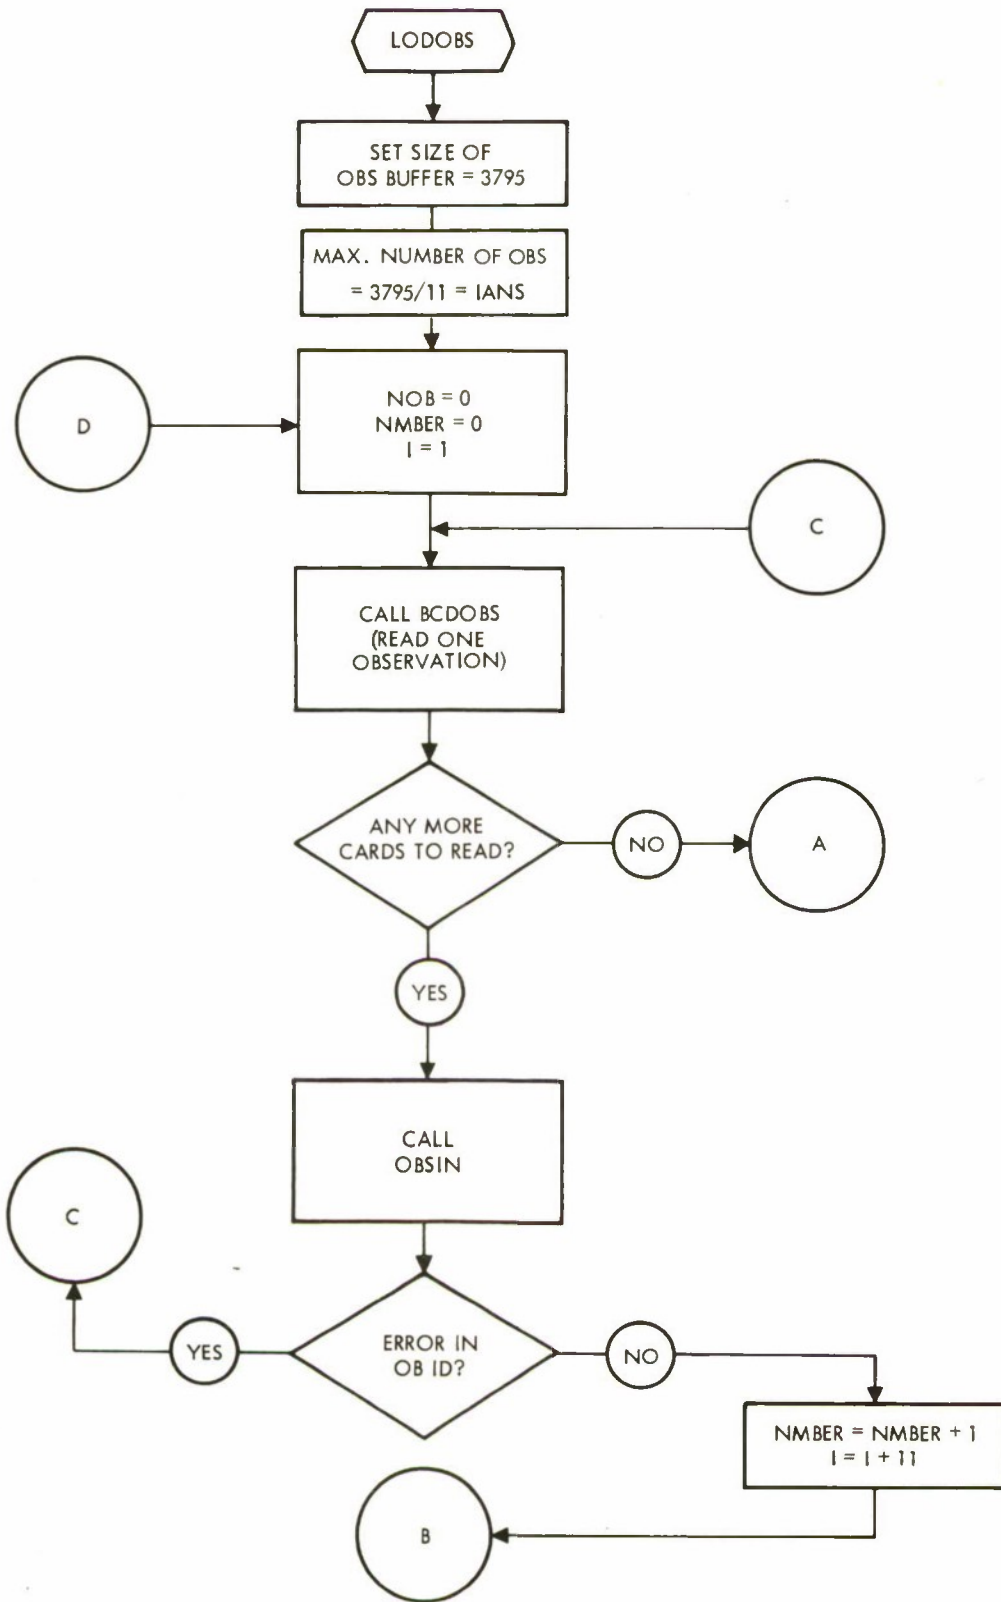 LODOBS
SET SIZE OF
OBS BUFFER = 3795
MAX. NUMBER OF OBS
= 3795/11 = IANS
D
NOB = 0
NMBER = 0
I = 1
C
CALL BCDOBS
(READ ONE
OBSERVATION)
ANY MORE
CARDS TO READ?
NO
A
YES
CALL
OBSIN
C
YES
ERROR IN
OB ID?
NO
NMBER = NMBER + 1
I = I + 11
B